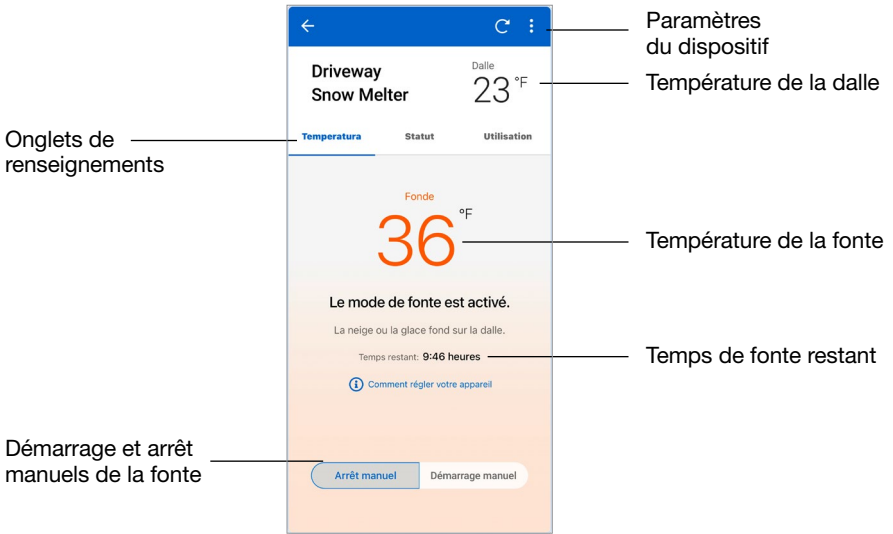 Paramètres
du dispositif
Driveway
Snow Melter
Dalle
23 °F
Température de la dalle
Onglets de
renseignements
Temperatura Statut Utilisation
Fonde
36 °F
Température de la fonte
Le mode de fonte est activé.
La neige ou la glace fond sur la dalle.
Temps restant: 9:46 heures
Temps de fonte restant
Comment régler votre appareil
Démarrage et arrêt
manuels de la fonte
Arrêt manuel Démarrage manuel